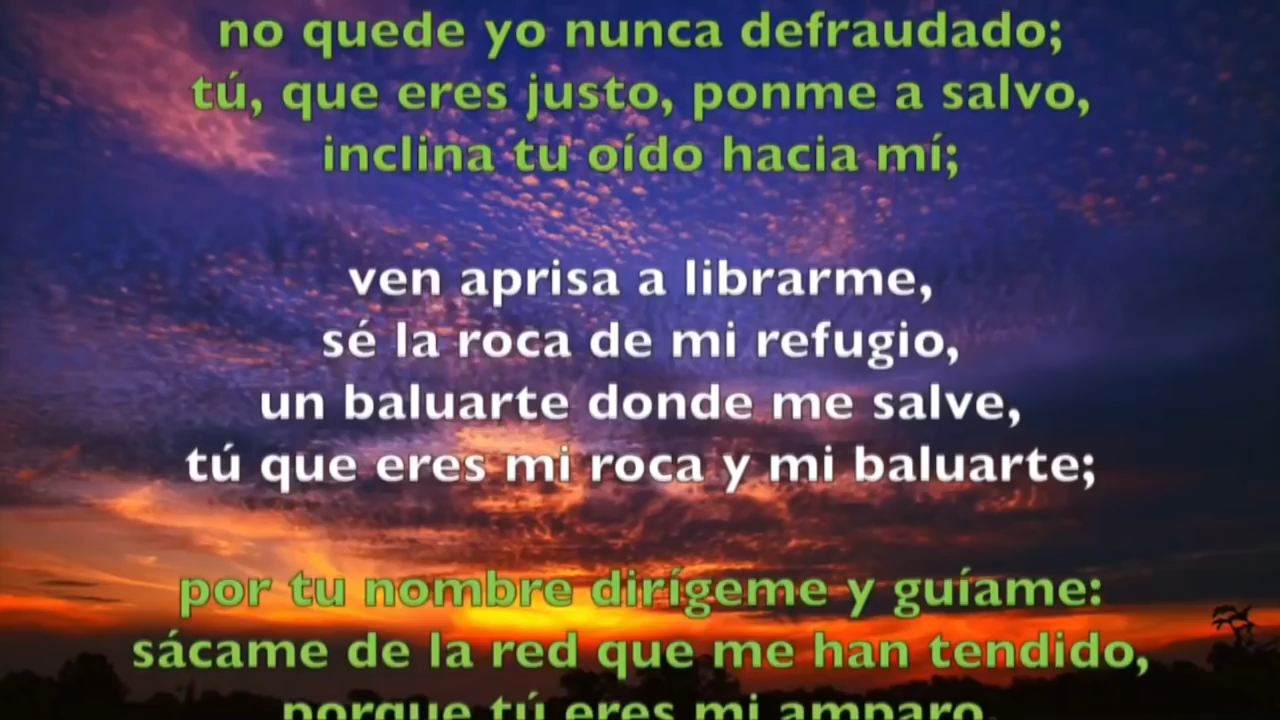 no quede yo nunca defraudado;
tú, que eres justo, ponme a salvo,
inclina tu oído hacia mí;
ven aprisa a librarme,
sé la roca de mi refugio,
un baluarte donde me salve,
tú que eres mi roca y mi baluarte;
por tu nombre dirígeme y guíame:
sácame de la red que me han tendido,
porque tú eres mi amparo.